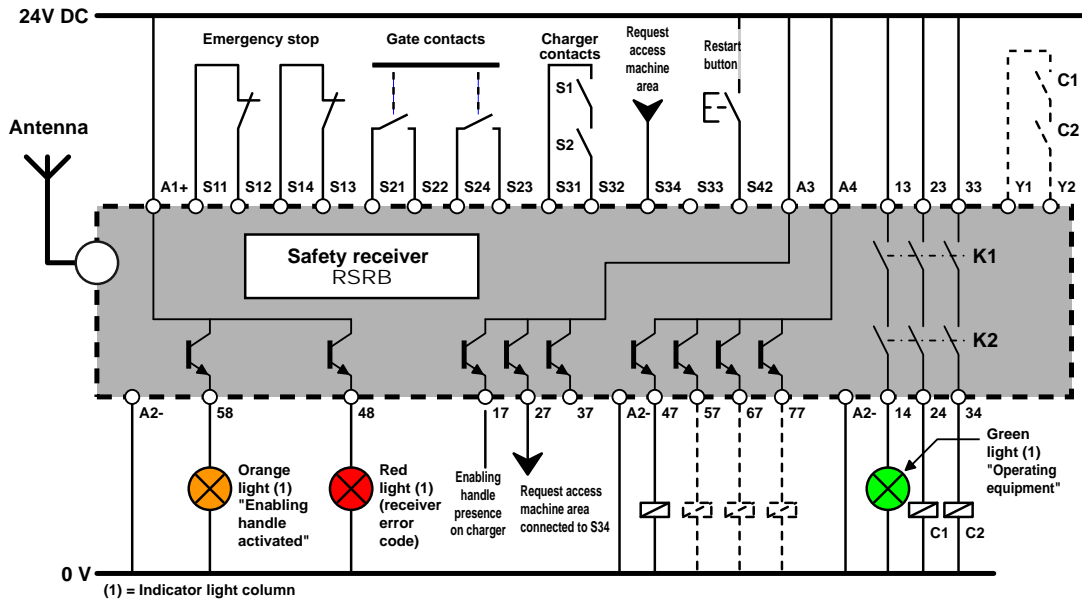 24V DC
Emergency stop
Gate contacts
Charger
contacts
Request
access
machine
area
Restart
button
S1
S2
C1
C2
Antenna
A1+ S11 S12 S14 S13 S21 S22 S24 S23 S31 S32 S34 S33 S42 A3 A4 13 23 33 Y1 Y2
Safety receiver
RSRB
K1
K2
A2- 58 48 17 27 37 A2- 47 57 67 77 A2- 14 24 34
Orange
light (1)
"Enabling
handle
activated"
Red
light (1)
(receiver
error
code)
Enabling
handle
presence
on charger
Request access
machine area
connected to S34
Green
light (1)
"Operating
equipment"
C1 C2
0 V
(1) = Indicator light column